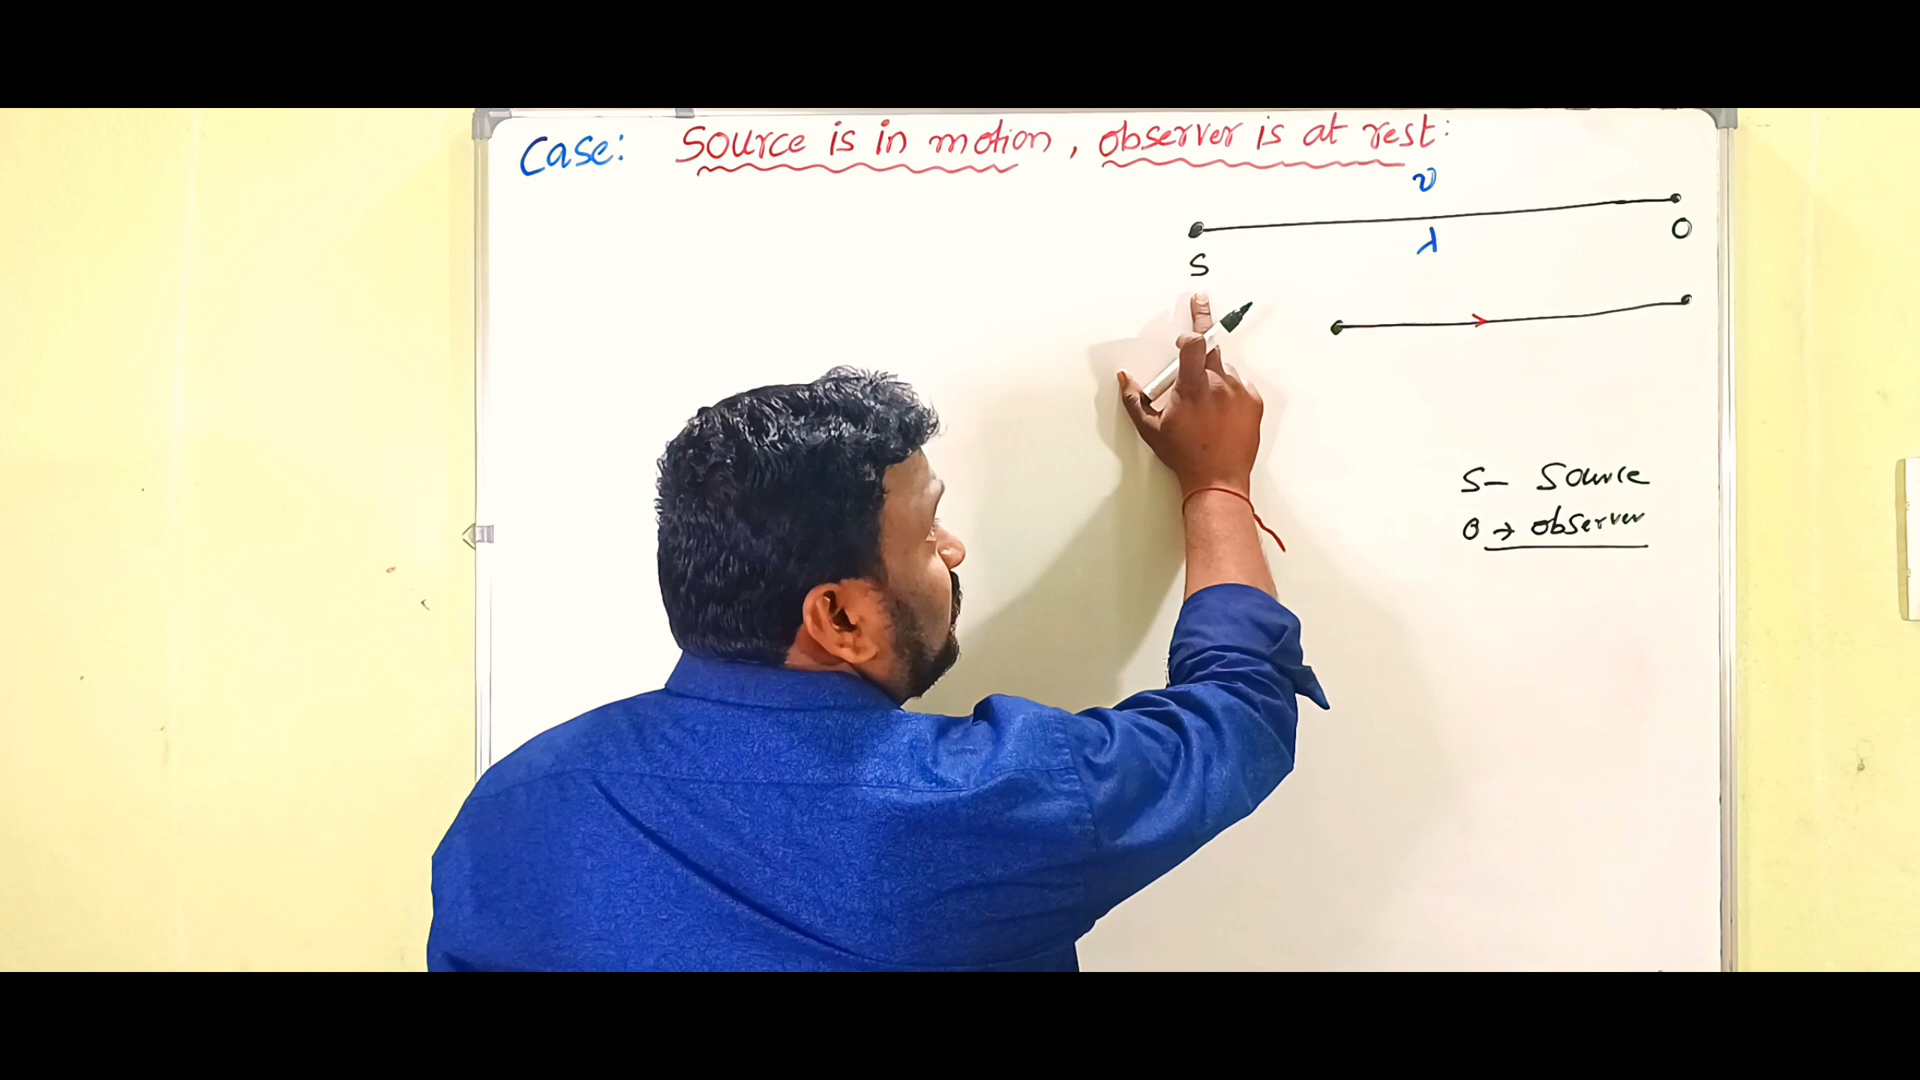 Case: Source is in motion, observer is at rest:
υ
λ
O
S
S- Source
O → observer